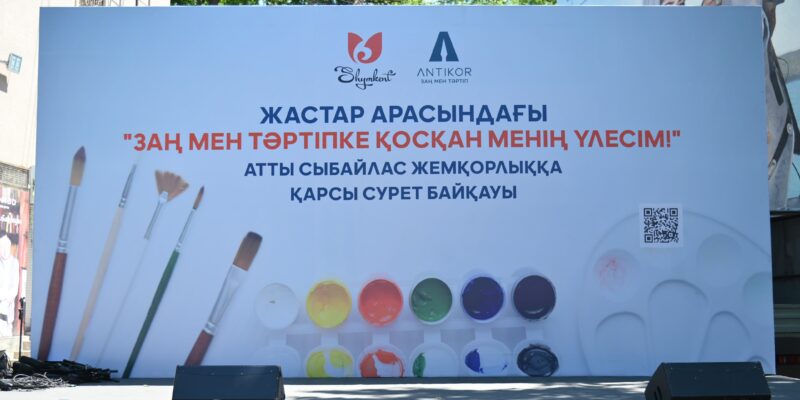 Shymkent
ANTIKOR
ЗАҢ МЕН ТӘРТІП
ЖАСТАР АРАСЫНДАҒЫ
"ЗАҢ МЕН ТӘРТІПКЕ ҚОСҚАН МЕНІҢ ҮЛЕСІМ!"
АТТЫ СЫБАЙЛАС ЖЕМҚОРЛЫҚҚА
ҚАРСЫ СУРЕТ БАЙҚАУЫ